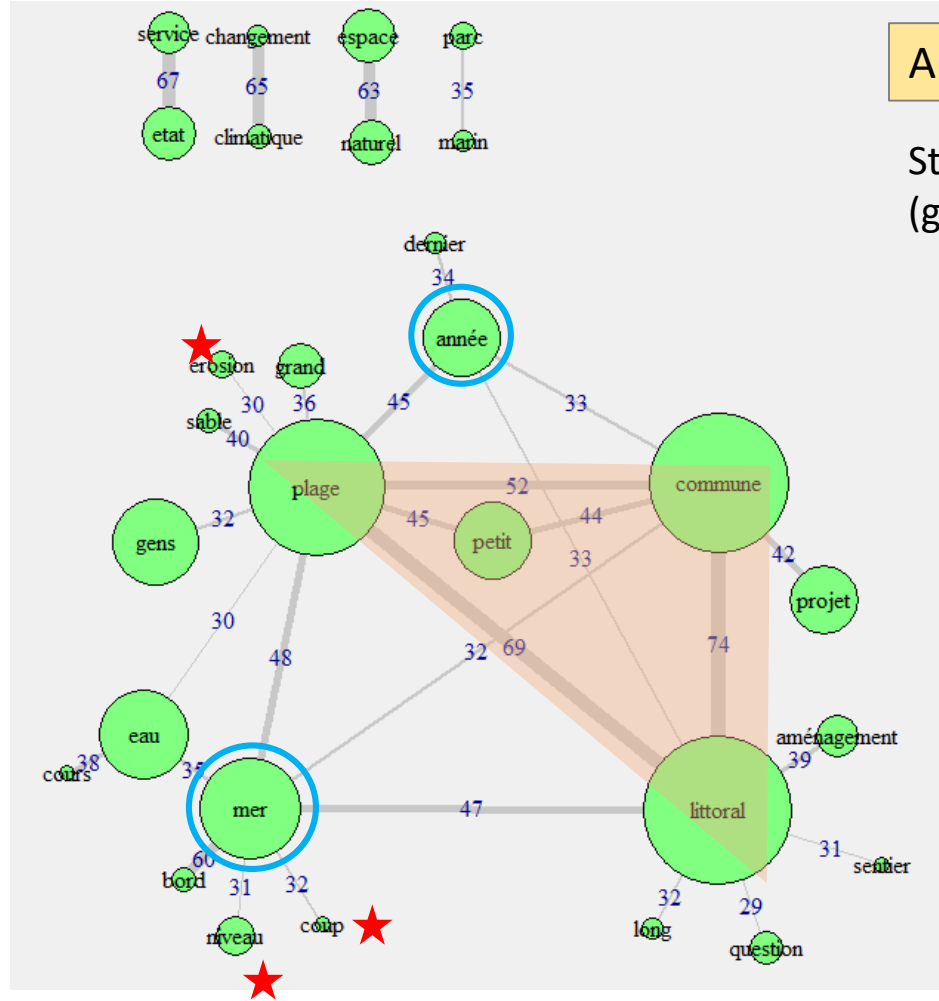 service changement espace parc
67 65 63 35
etat climatique naturel marin
A
St
(g
dernier
34
année
erosion grand
30 36 45 33
sable
40
plage 52 commune
32 45 44
gens petit
33 42
projet
30
48 32 69 74
eau aménagement
cours 38 35 39
mer 47 littoral
31
sentier
60
bord 31 32 32 29
niveau coup long question